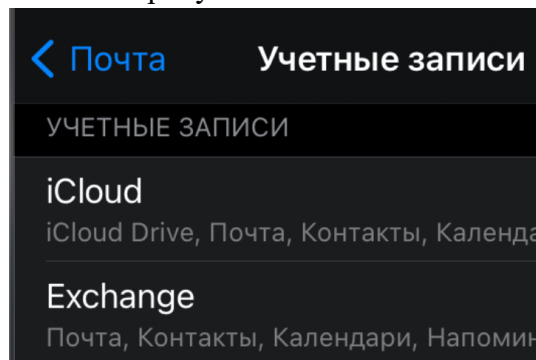 Почта Учетные записи
УЧЕТНЫЕ ЗАПИСИ
iCloud
iCloud Drive, Почта, Контакты, Календа
Exchange
Почта, Контакты, Календари, Напомин